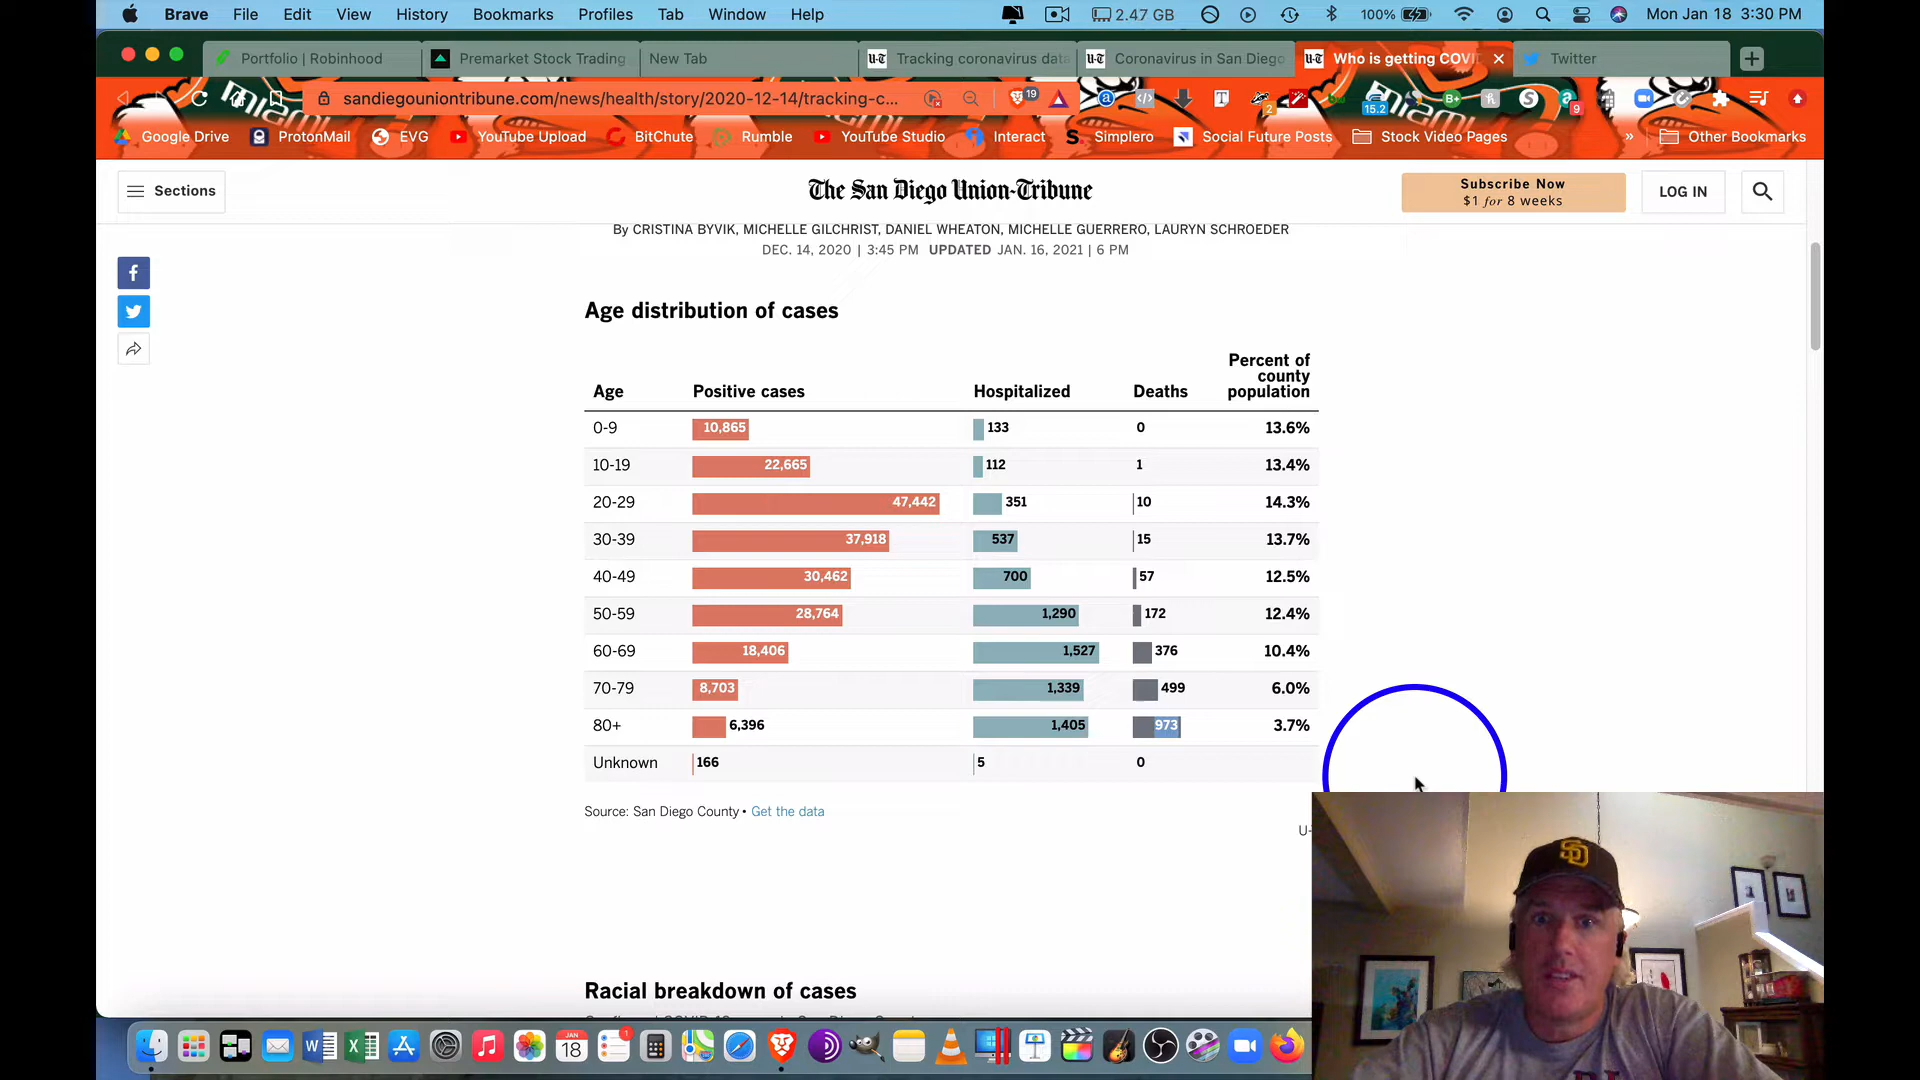 Brave File Edit View History Bookmarks Profiles Tab Window Help 2.47 GB 100% Mon Jan 18 3:30 PM
Portfolio | Robinhood Premarket Stock Trading New Tab Tracking coronavirus data Coronavirus in San Diego Who is getting COVI Twitter
sandiegouniontribune.com/news/health/story/2020-12-14/tracking-c... 19 2 15.2 B+ 9
Google Drive ProtonMail EVG YouTube Upload BitChute Rumble YouTube Studio Interact Simplero Social Future Posts Stock Video Pages » Other Bookmarks
Sections The San Diego Union-Tribune Subscribe Now LOG IN
$1 for 8 weeks
By CRISTINA BYVIK, MICHELLE GILCHRIST, DANIEL WHEATON, MICHELLE GUERRERO, LAURYN SCHROEDER
DEC. 14, 2020 | 3:45 PM UPDATED JAN. 16, 2021 | 6 PM
Age distribution of cases
Age Positive cases Hospitalized Deaths Percent of county population
0-9 10,865 133 0 13.6%
10-19 22,665 112 1 13.4%
20-29 47,442 351 10 14.3%
30-39 37,918 537 15 13.7%
40-49 30,462 700 57 12.5%
50-59 28,764 1,290 172 12.4%
60-69 18,406 1,527 376 10.4%
70-79 8,703 1,339 499 6.0%
80+ 6,396 1,405 973 3.7%
Unknown 166 5 0
Source: San Diego County • Get the data
U-
Racial breakdown of cases
JAN
18
1
SD